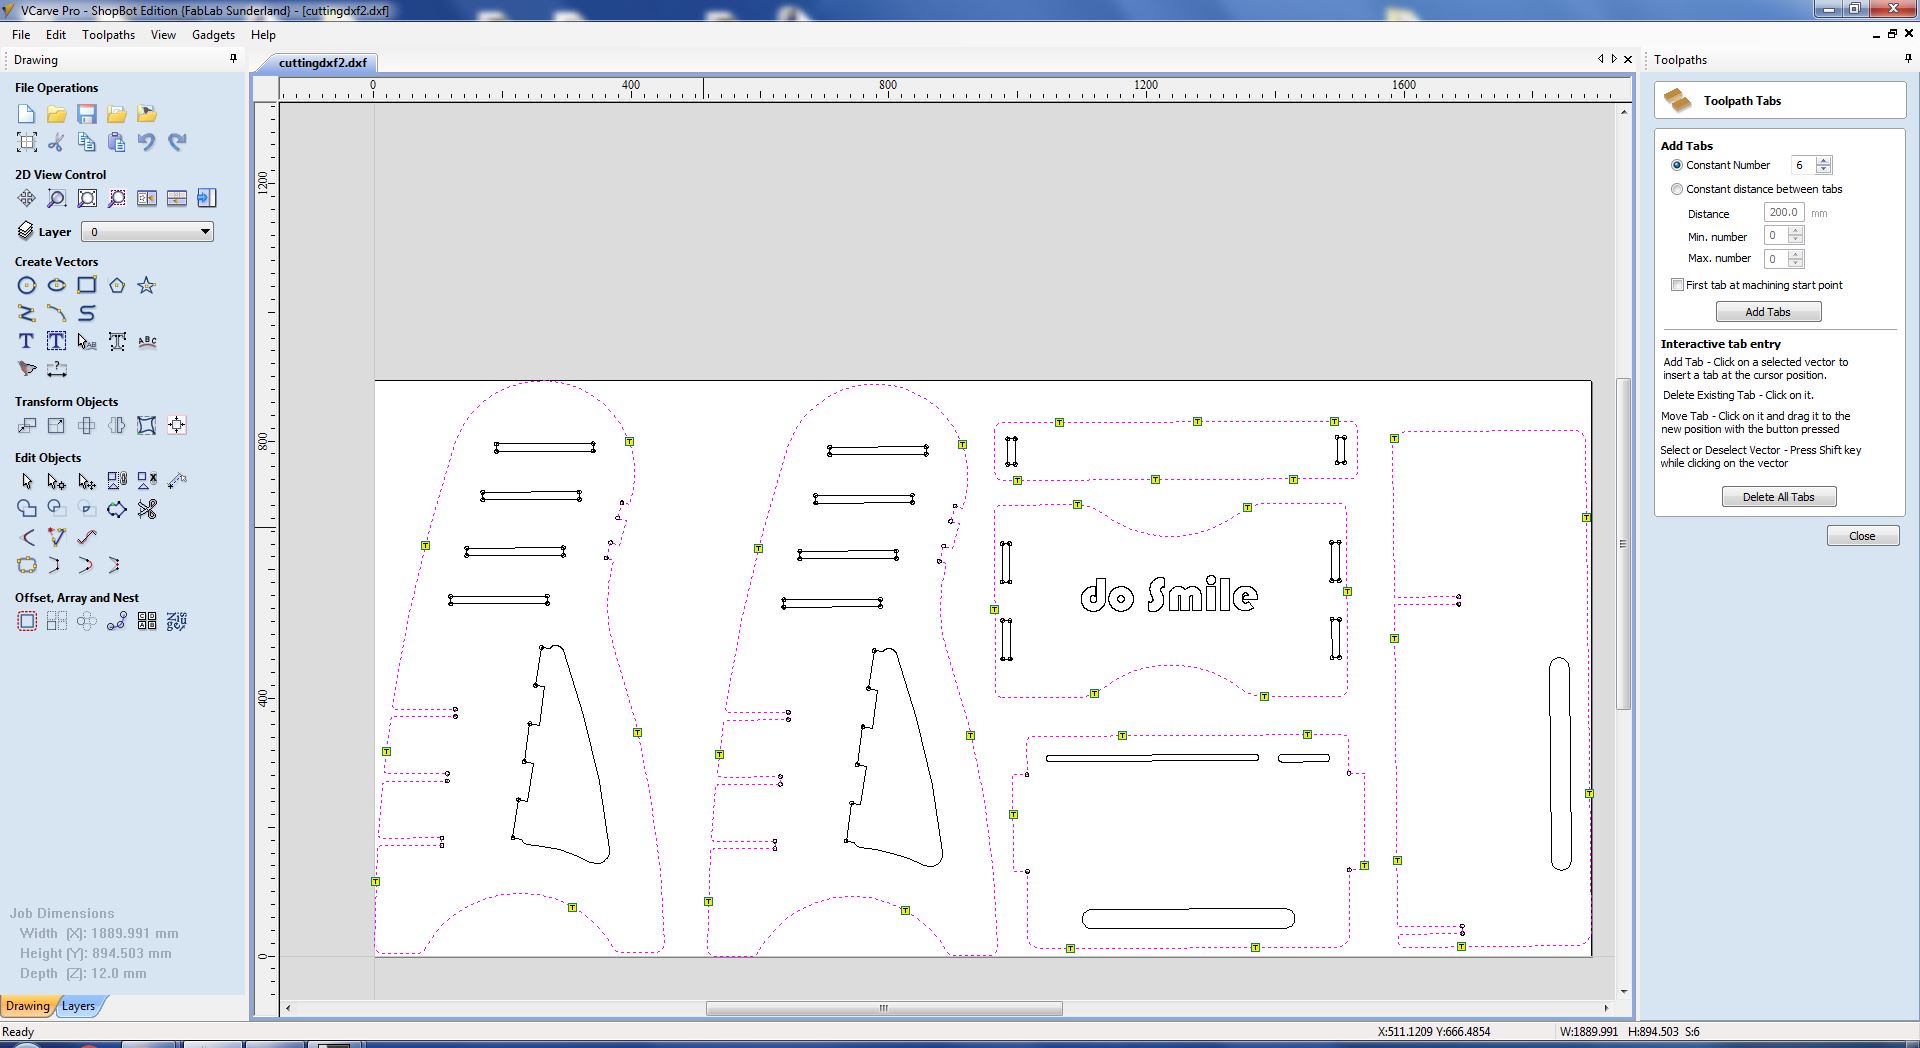 VCarve Pro - ShopBot Edition {FabLab Sunderland} - [cuttingdxf2.dxf]
File Edit Toolpaths View Gadgets Help
Drawing
File Operations
2D View Control
Layer 0
Create Vectors
Transform Objects
Edit Objects
Offset, Array and Nest
Job Dimensions
Width (X): 1889.991 mm
Height (Y): 894.503 mm
Depth (Z): 12.0 mm
Drawing Layers
Ready
cuttingdxf2.dxf
0 400 800 1200 1600
1200
800
400
0
do Smile
Toolpaths
Toolpath Tabs
Add Tabs
Constant Number 6
Constant distance between tabs
Distance 200.0 mm
Min. number 0
Max. number 0
First tab at machining start point
Add Tabs
Interactive tab entry
Add Tab - Click on a selected vector to
insert a tab at the cursor position.
Delete Existing Tab - Click on it.
Move Tab - Click on it and drag it to the
new position with the button pressed
Select or Deselect Vector - Press Shift key
while clicking on the vector
Delete All Tabs
Close
X:511.1209 Y:666.4854 W:1889.991 H:894.503 S:6